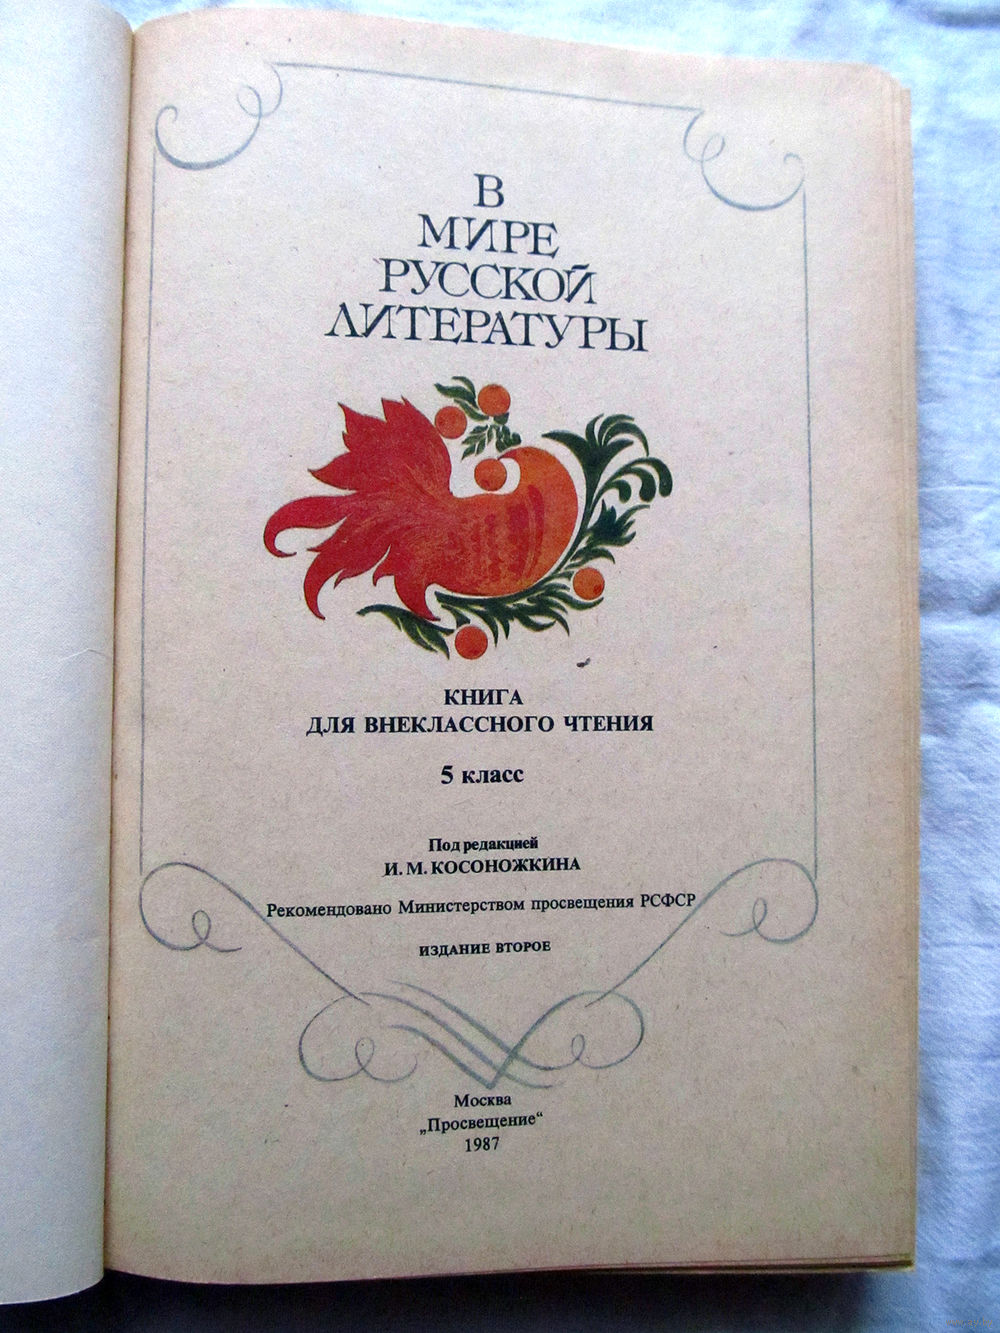 В
МИРЕ
РУССКОЙ
ЛИТЕРАТУРЫ
КНИГА
ДЛЯ ВНЕКЛАССНОГО ЧТЕНИЯ
5 класс
Под редакцией
И. М. КОСОНОЖКИНА
Рекомендовано Министерством просвещения РСФСР
ИЗДАНИЕ ВТОРОЕ
Москва
„Просвещение“
1987